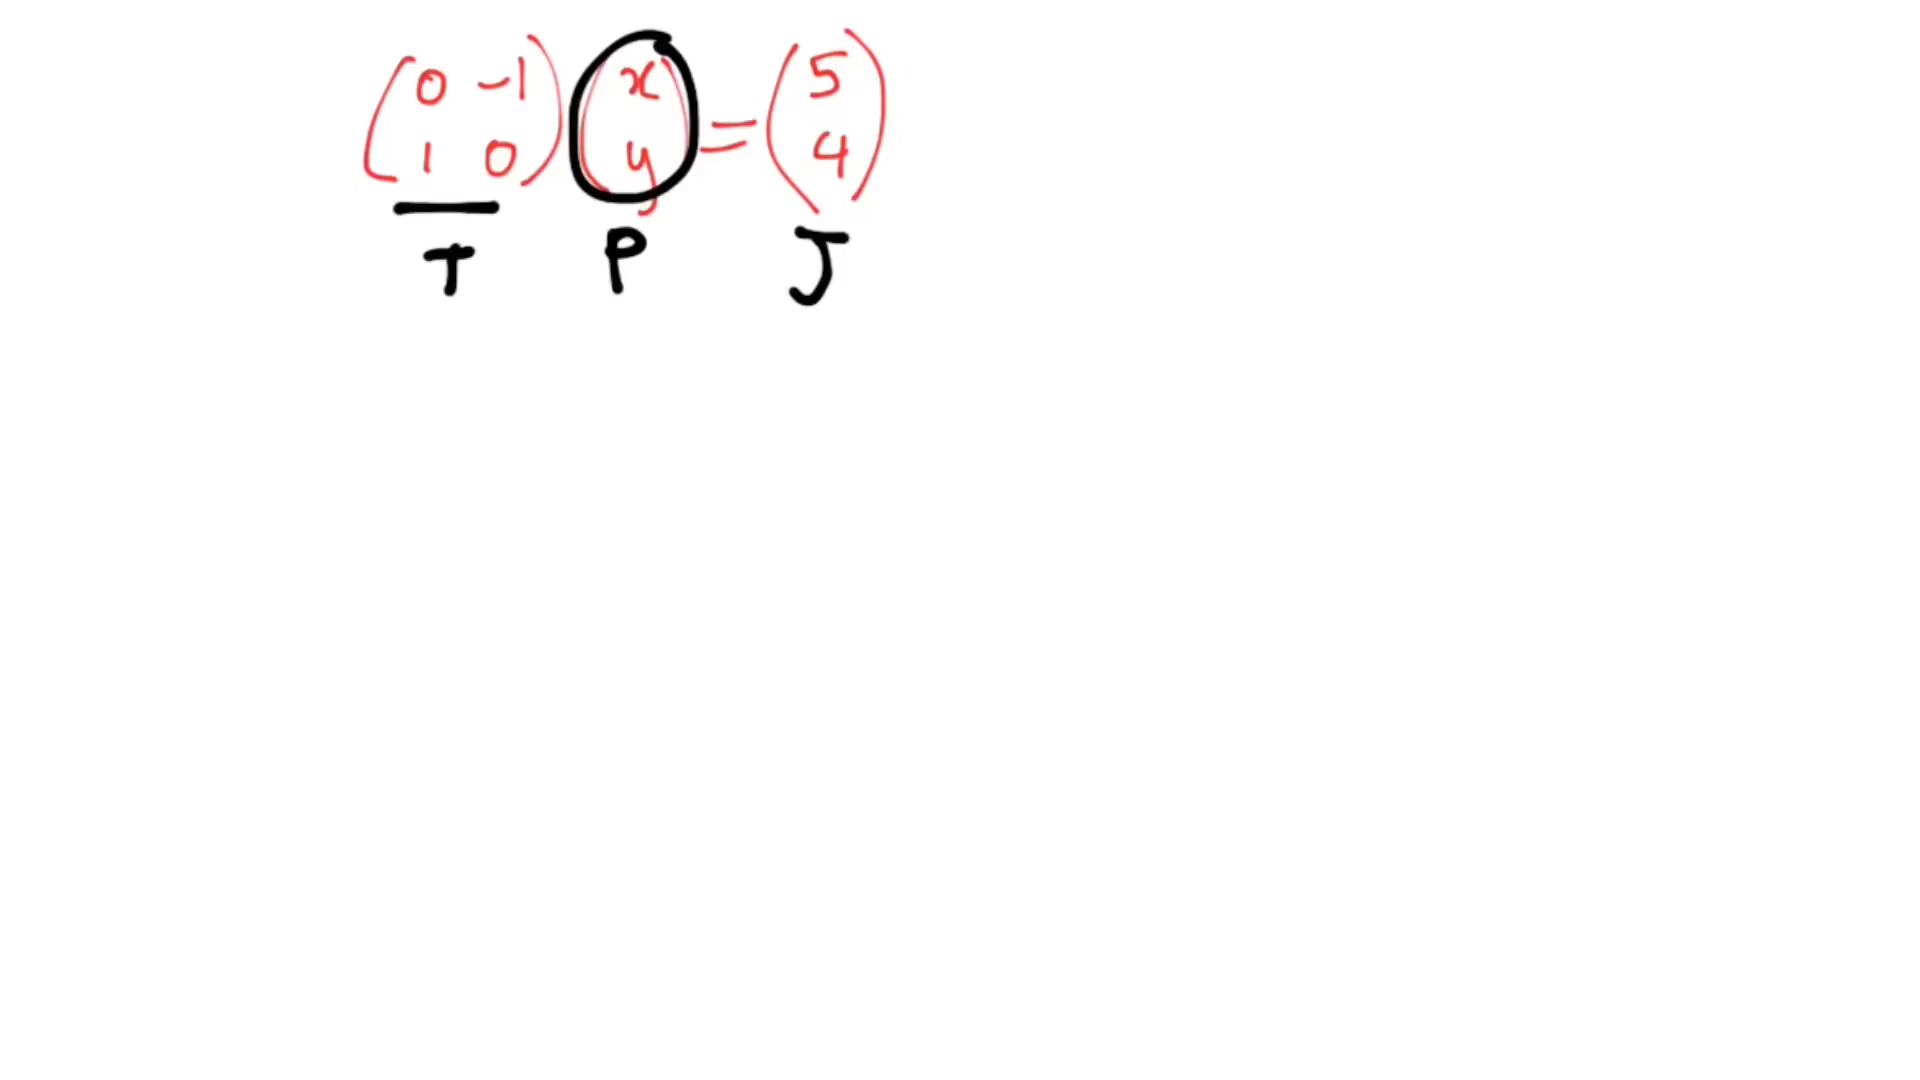 (0 -1) (x) = (5)
(1 0) (y) (4)
T P J